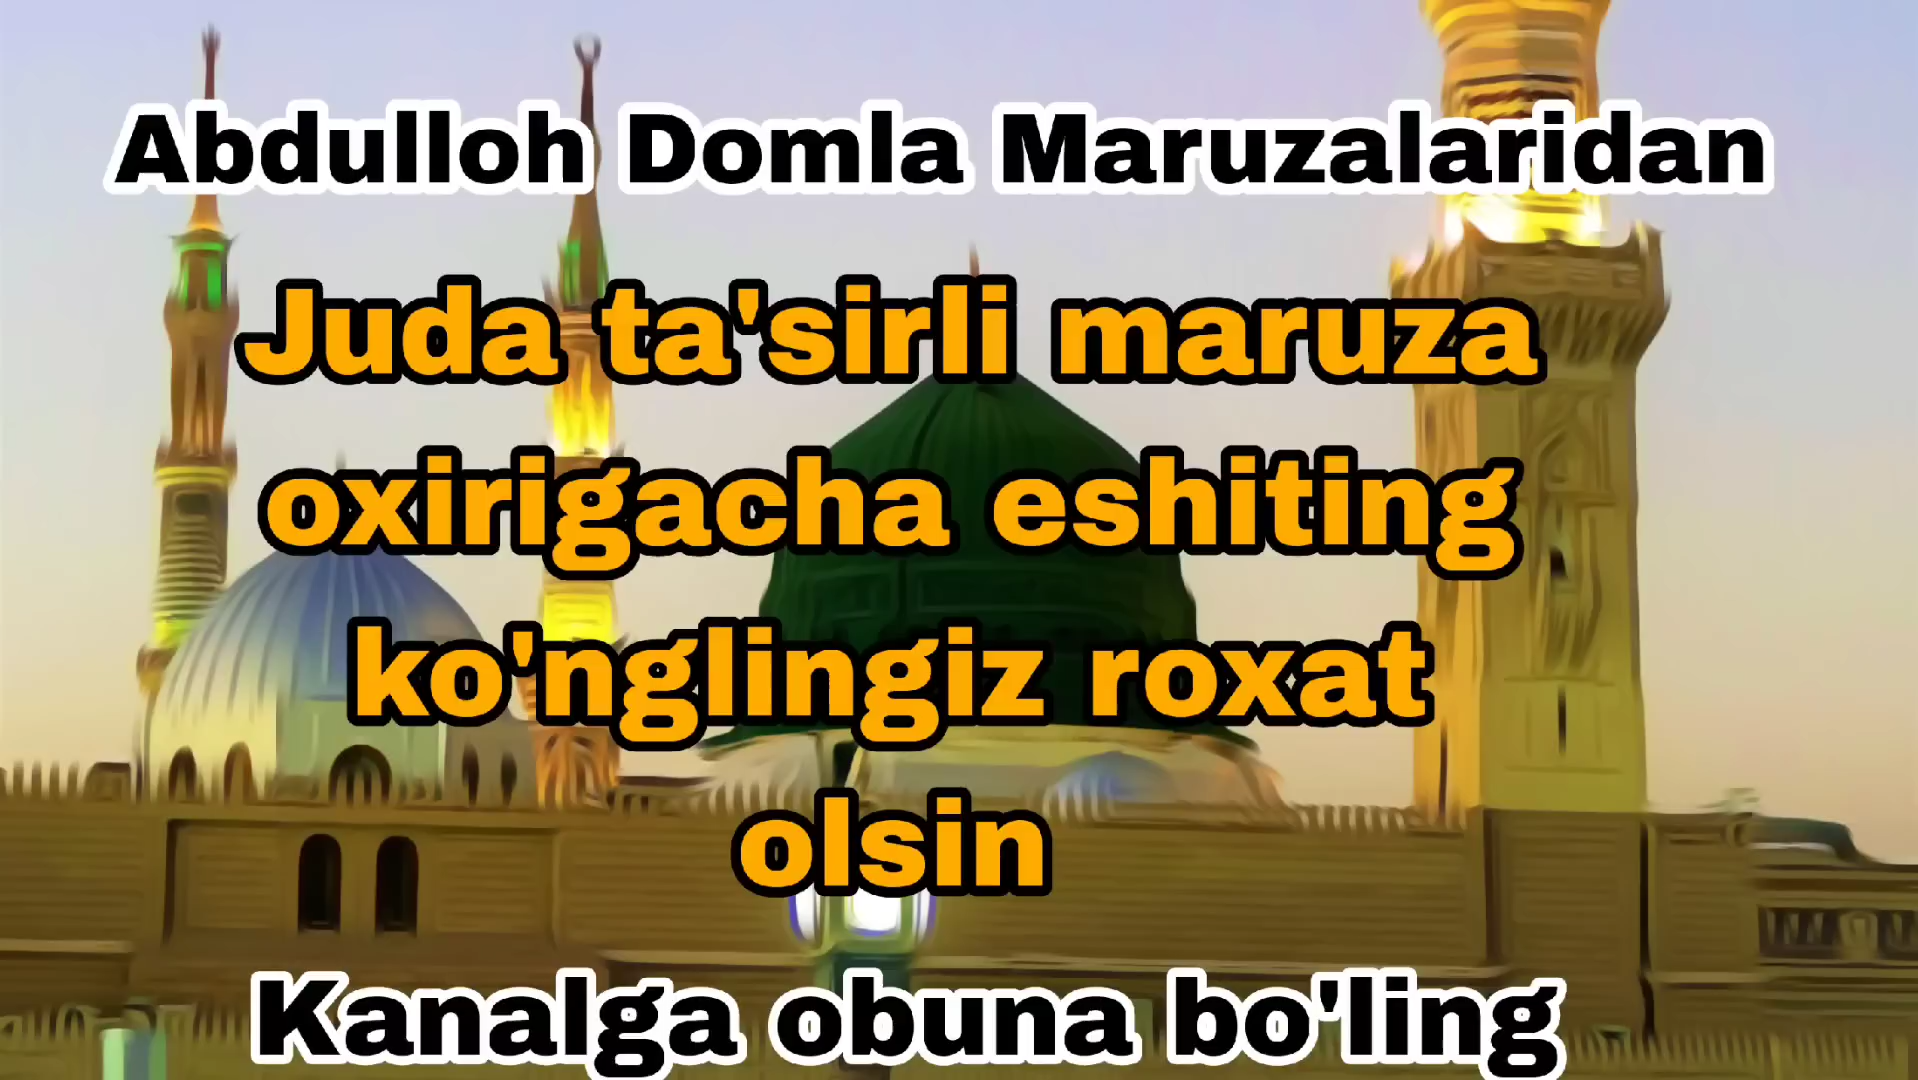 Abdulloh Domla Maruzalaridan
Juda ta'sirli maruza
oxirigacha eshiting
ko'nglingiz roxat
olsin
Kanalga obuna bo'ling